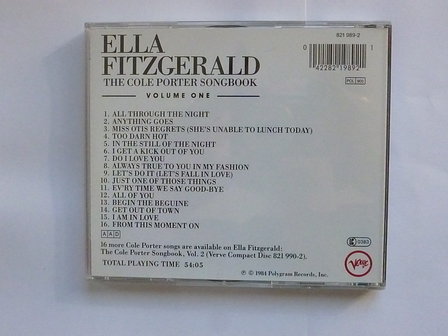 ELLA
FITZGERALD
THE COLE PORTER SONGBOOK
VOLUME ONE
821 989-2
0 42282 19892 1
1. ALL THROUGH THE NIGHT
2. ANYTHING GOES
3. MISS OTIS REGRETS (SHE'S UNABLE TO LUNCH TODAY)
4. TOO DARN HOT
5. IN THE STILL OF THE NIGHT
6. I GET A KICK OUT OF YOU
7. DO I LOVE YOU
8. ALWAYS TRUE TO YOU IN MY FASHION
9. LET'S DO IT (LET'S FALL IN LOVE)
10. JUST ONE OF THOSE THINGS
11. EV'RY TIME WE SAY GOOD-BYE
12. ALL OF YOU
13. BEGIN THE BEGUINE
14. GET OUT OF TOWN
15. I AM IN LOVE
16. FROM THIS MOMENT ON
AAD
16 more Cole Porter songs are available on Ella Fitzgerald:
The Cole Porter Songbook, Vol. 2 (Verve Compact Disc 821 990-2).
TOTAL PLAYING TIME 54:05
© 1984 Polygram Records, Inc.
Verve